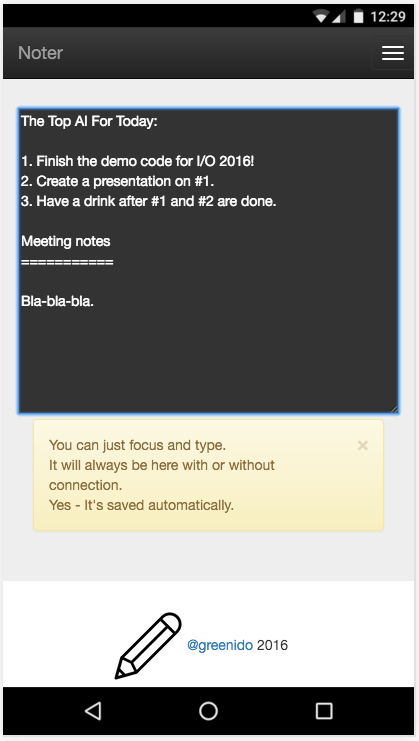 12:29
Noter
The Top AI For Today:
1. Finish the demo code for I/O 2016!
2. Create a presentation on #1.
3. Have a drink after #1 and #2 are done.
Meeting notes
===========
Bla-bla-bla.
You can just focus and type.
It will always be here with or without
connection.
Yes - It's saved automatically.
@greenido 2016